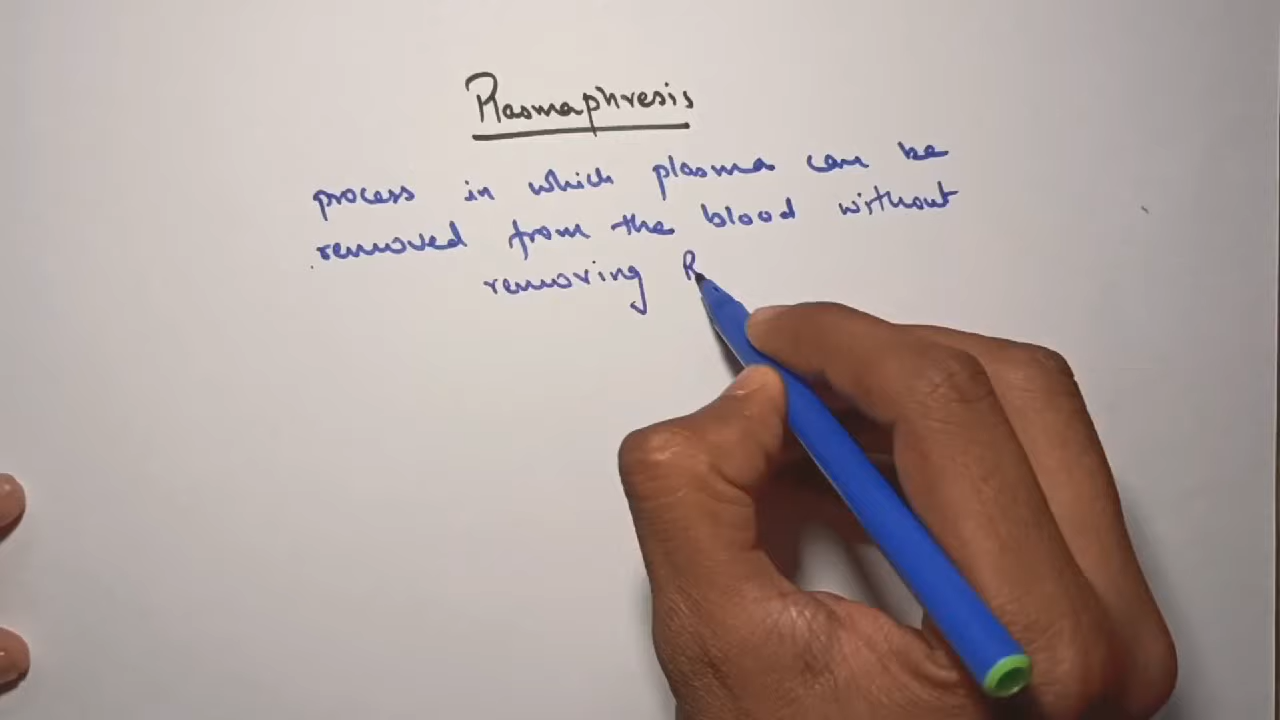 Plasmaphresis
process in which plasma can be
removed from the blood without
removing R